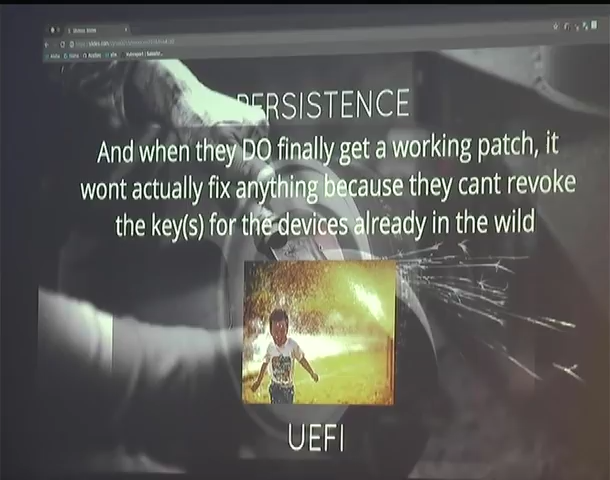 PERSISTENCE
And when they DO finally get a working patch, it
wont actually fix anything because they cant revoke
the key(s) for the devices already in the wild
UEFI